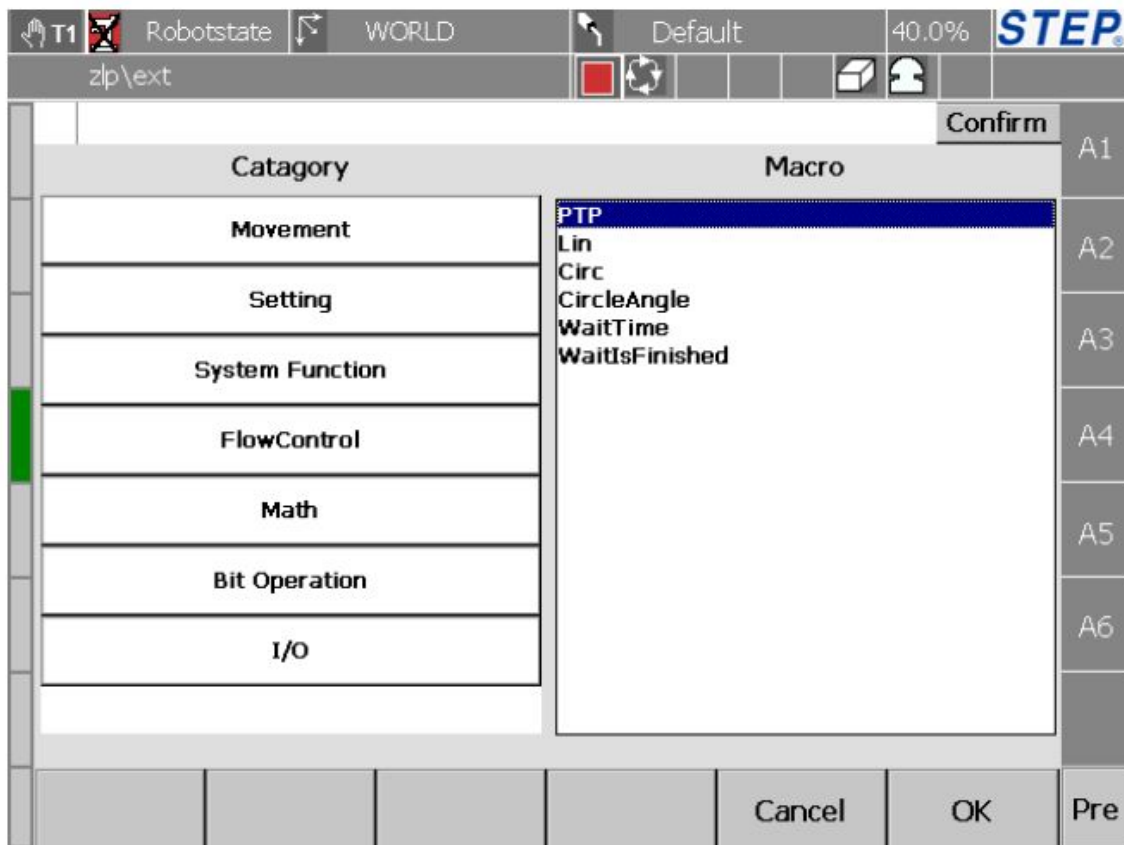 T1 Robotstate WORLD Default 40.0% STEP®
zlp\ext
Confirm
Catagory
Macro
Movement
Setting
System Function
FlowControl
Math
Bit Operation
I/O
PTP
Lin
Circ
CircleAngle
WaitTime
WaitIsFinished
A1
A2
A3
A4
A5
A6
Cancel OK Pre